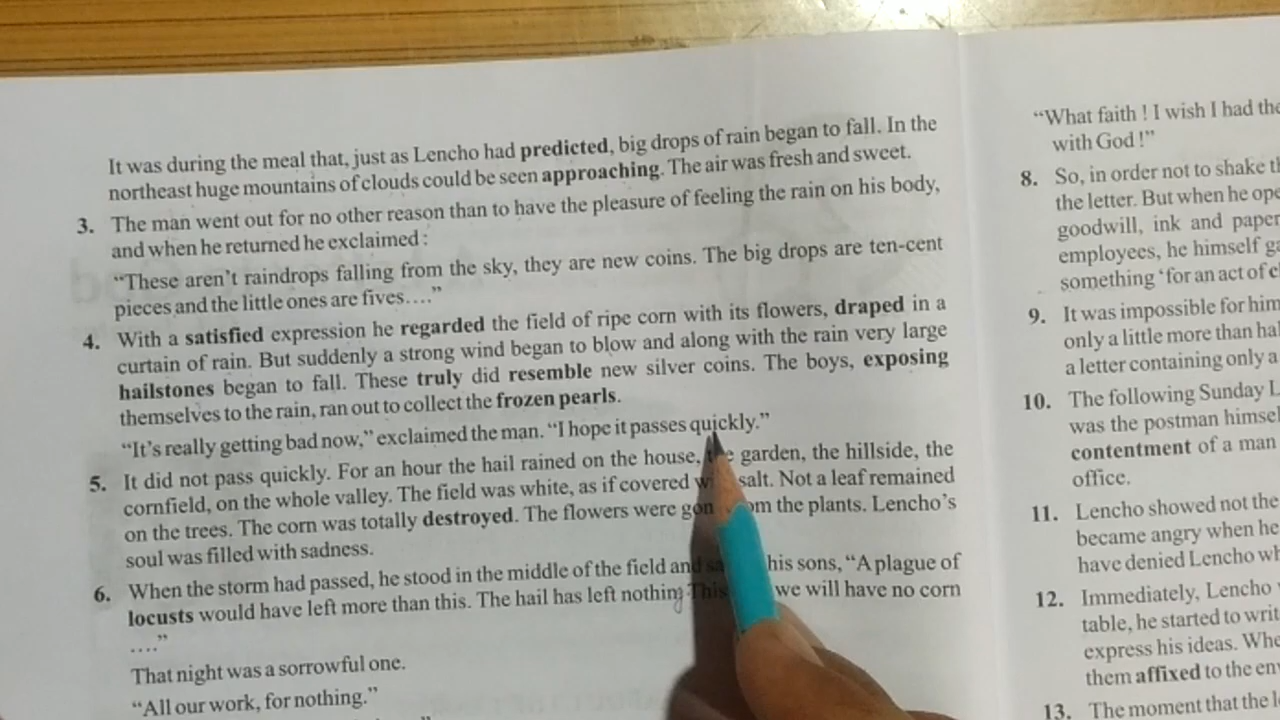 It was during the meal that, just as Lencho had predicted, big drops of rain began to fall. In the
northeast huge mountains of clouds could be seen approaching. The air was fresh and sweet.
3. The man went out for no other reason than to have the pleasure of feeling the rain on his body,
and when he returned he exclaimed :
“These aren’t raindrops falling from the sky, they are new coins. The big drops are ten-cent
pieces and the little ones are fives....”
4. With a satisfied expression he regarded the field of ripe corn with its flowers, draped in a
curtain of rain. But suddenly a strong wind began to blow and along with the rain very large
hailstones began to fall. These truly did resemble new silver coins. The boys, exposing
themselves to the rain, ran out to collect the frozen pearls.
“It’s really getting bad now,” exclaimed the man. “I hope it passes quickly.”
5. It did not pass quickly. For an hour the hail rained on the house, the garden, the hillside, the
cornfield, on the whole valley. The field was white, as if covered salt. Not a leaf remained
on the trees. The corn was totally destroyed. The flowers were the plants. Lencho’s
soul was filled with sadness.
6. When the storm had passed, he stood in the middle of the field and his sons, “A plague of
locusts would have left more than this. The hail has left nothing This we will have no corn
....”
That night was a sorrowful one.
“All our work, for nothing.”
“What faith ! I wish I had the
with God !”
8. So, in order not to shake
the letter. But when he
goodwill, ink and paper
employees, he himself
something ‘for an act of
9. It was impossible for him
only a little more than
a letter containing only a
10. The following Sunday
was the postman
contentment of a man
office.
11. Lencho showed not the
became angry when he
have denied Lencho
12. Immediately, Lencho
table, he started to
express his ideas.
them affixed to the
13. The moment that the